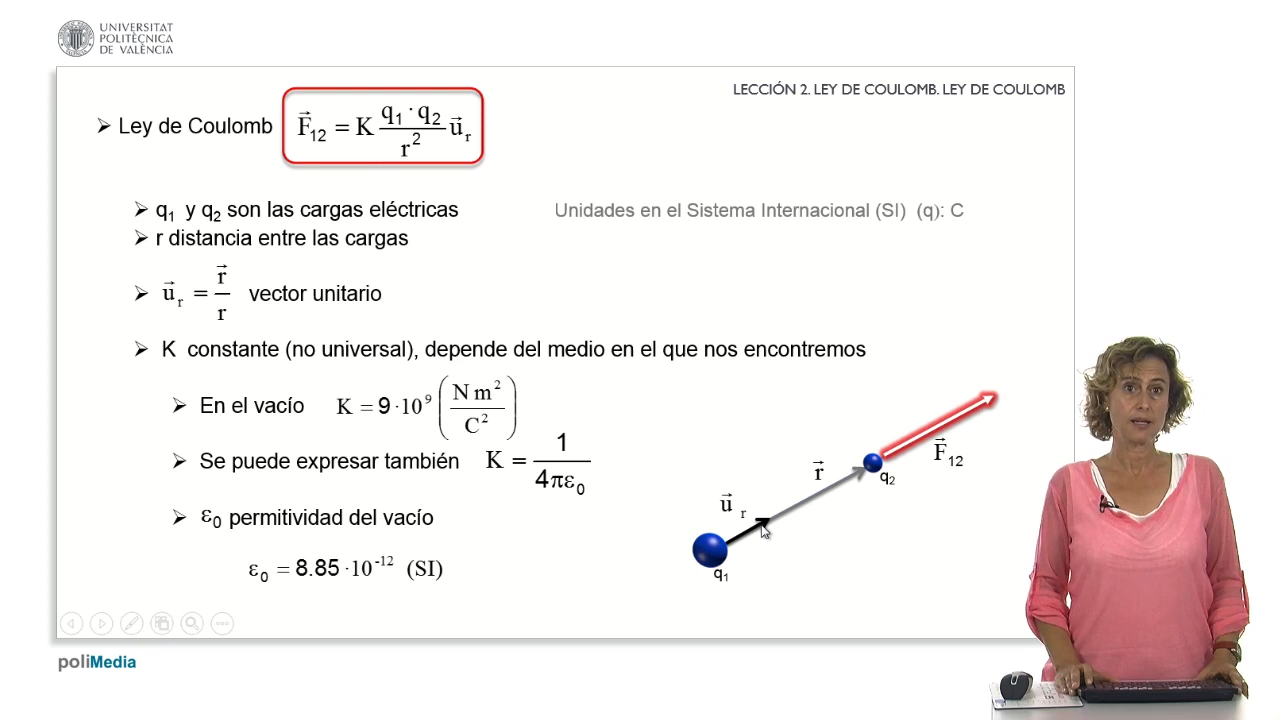 UNIVERSITAT
POLITÈCNICA
DE VALÈNCIA
LECCIÓN 2. LEY DE COULOMB. LEY DE COULOMB
➢ Ley de Coulomb F⃗₁₂ = K (q₁ · q₂ / r²) u⃗ᵣ
➢ q₁ y q₂ son las cargas eléctricas Unidades en el Sistema Internacional (SI) (q): C
➢ r distancia entre las cargas
➢ u⃗ᵣ = r⃗ / r vector unitario
➢ K constante (no universal), depende del medio en el que nos encontremos
➢ En el vacío K = 9 · 10⁹ (N m² / C²)
➢ Se puede expresar también K = 1 / 4πε₀
➢ ε₀ permitividad del vacío
ε₀ = 8.85 · 10⁻¹² (SI)
F⃗₁₂
r⃗
q₂
u⃗ᵣ
q₁
poliMedia